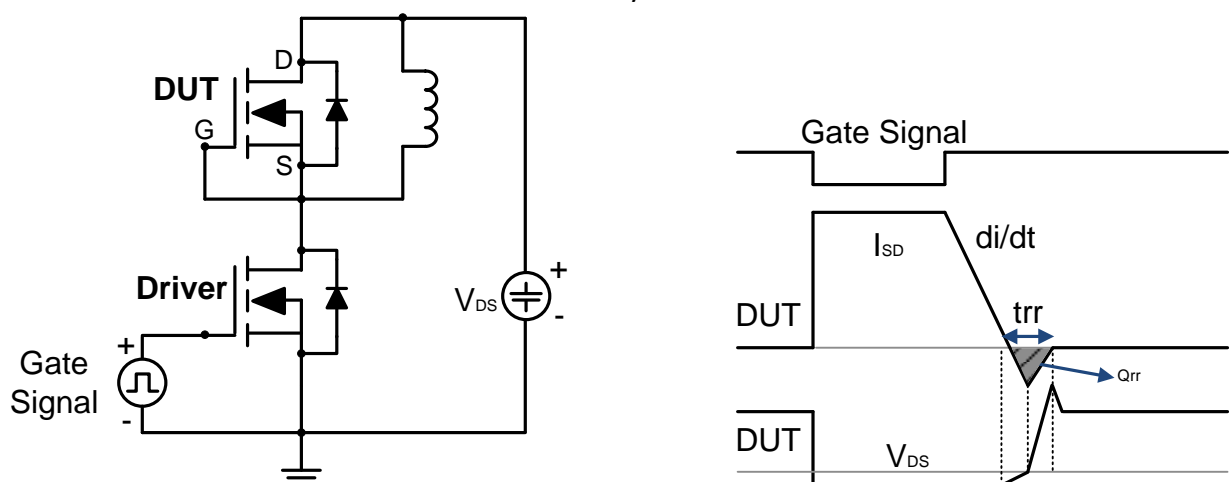 D
DUT
G
S
Driver
+
Gate
Signal
-
VDS
+
-
Gate Signal
ISD
di/dt
DUT
trr
Qrr
DUT
VDS